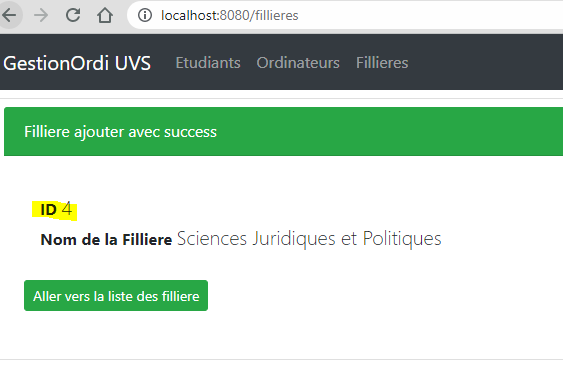 localhost:8080/fillieres
GestionOrdi UVS Etudiants Ordinateurs Fillieres
Filliere ajouter avec success
ID 4
Nom de la Filliere Sciences Juridiques et Politiques
Aller vers la liste des filliere